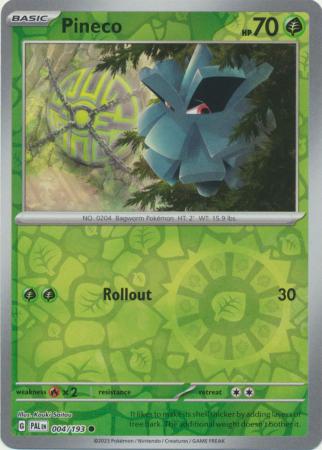 BASIC
Pineco
HP 70
NO. 0204 Bagworm Pokémon HT: 2' WT: 15.9 lbs.
Rollout 30
weakness ×2 resistance retreat
Illus. Kouki Saitou
G PAL EN 004/193
It likes to make its shell thicker by adding layers of
tree bark. The additional weight doesn't bother it.
©2023 Pokémon / Nintendo / Creatures / GAME FREAK